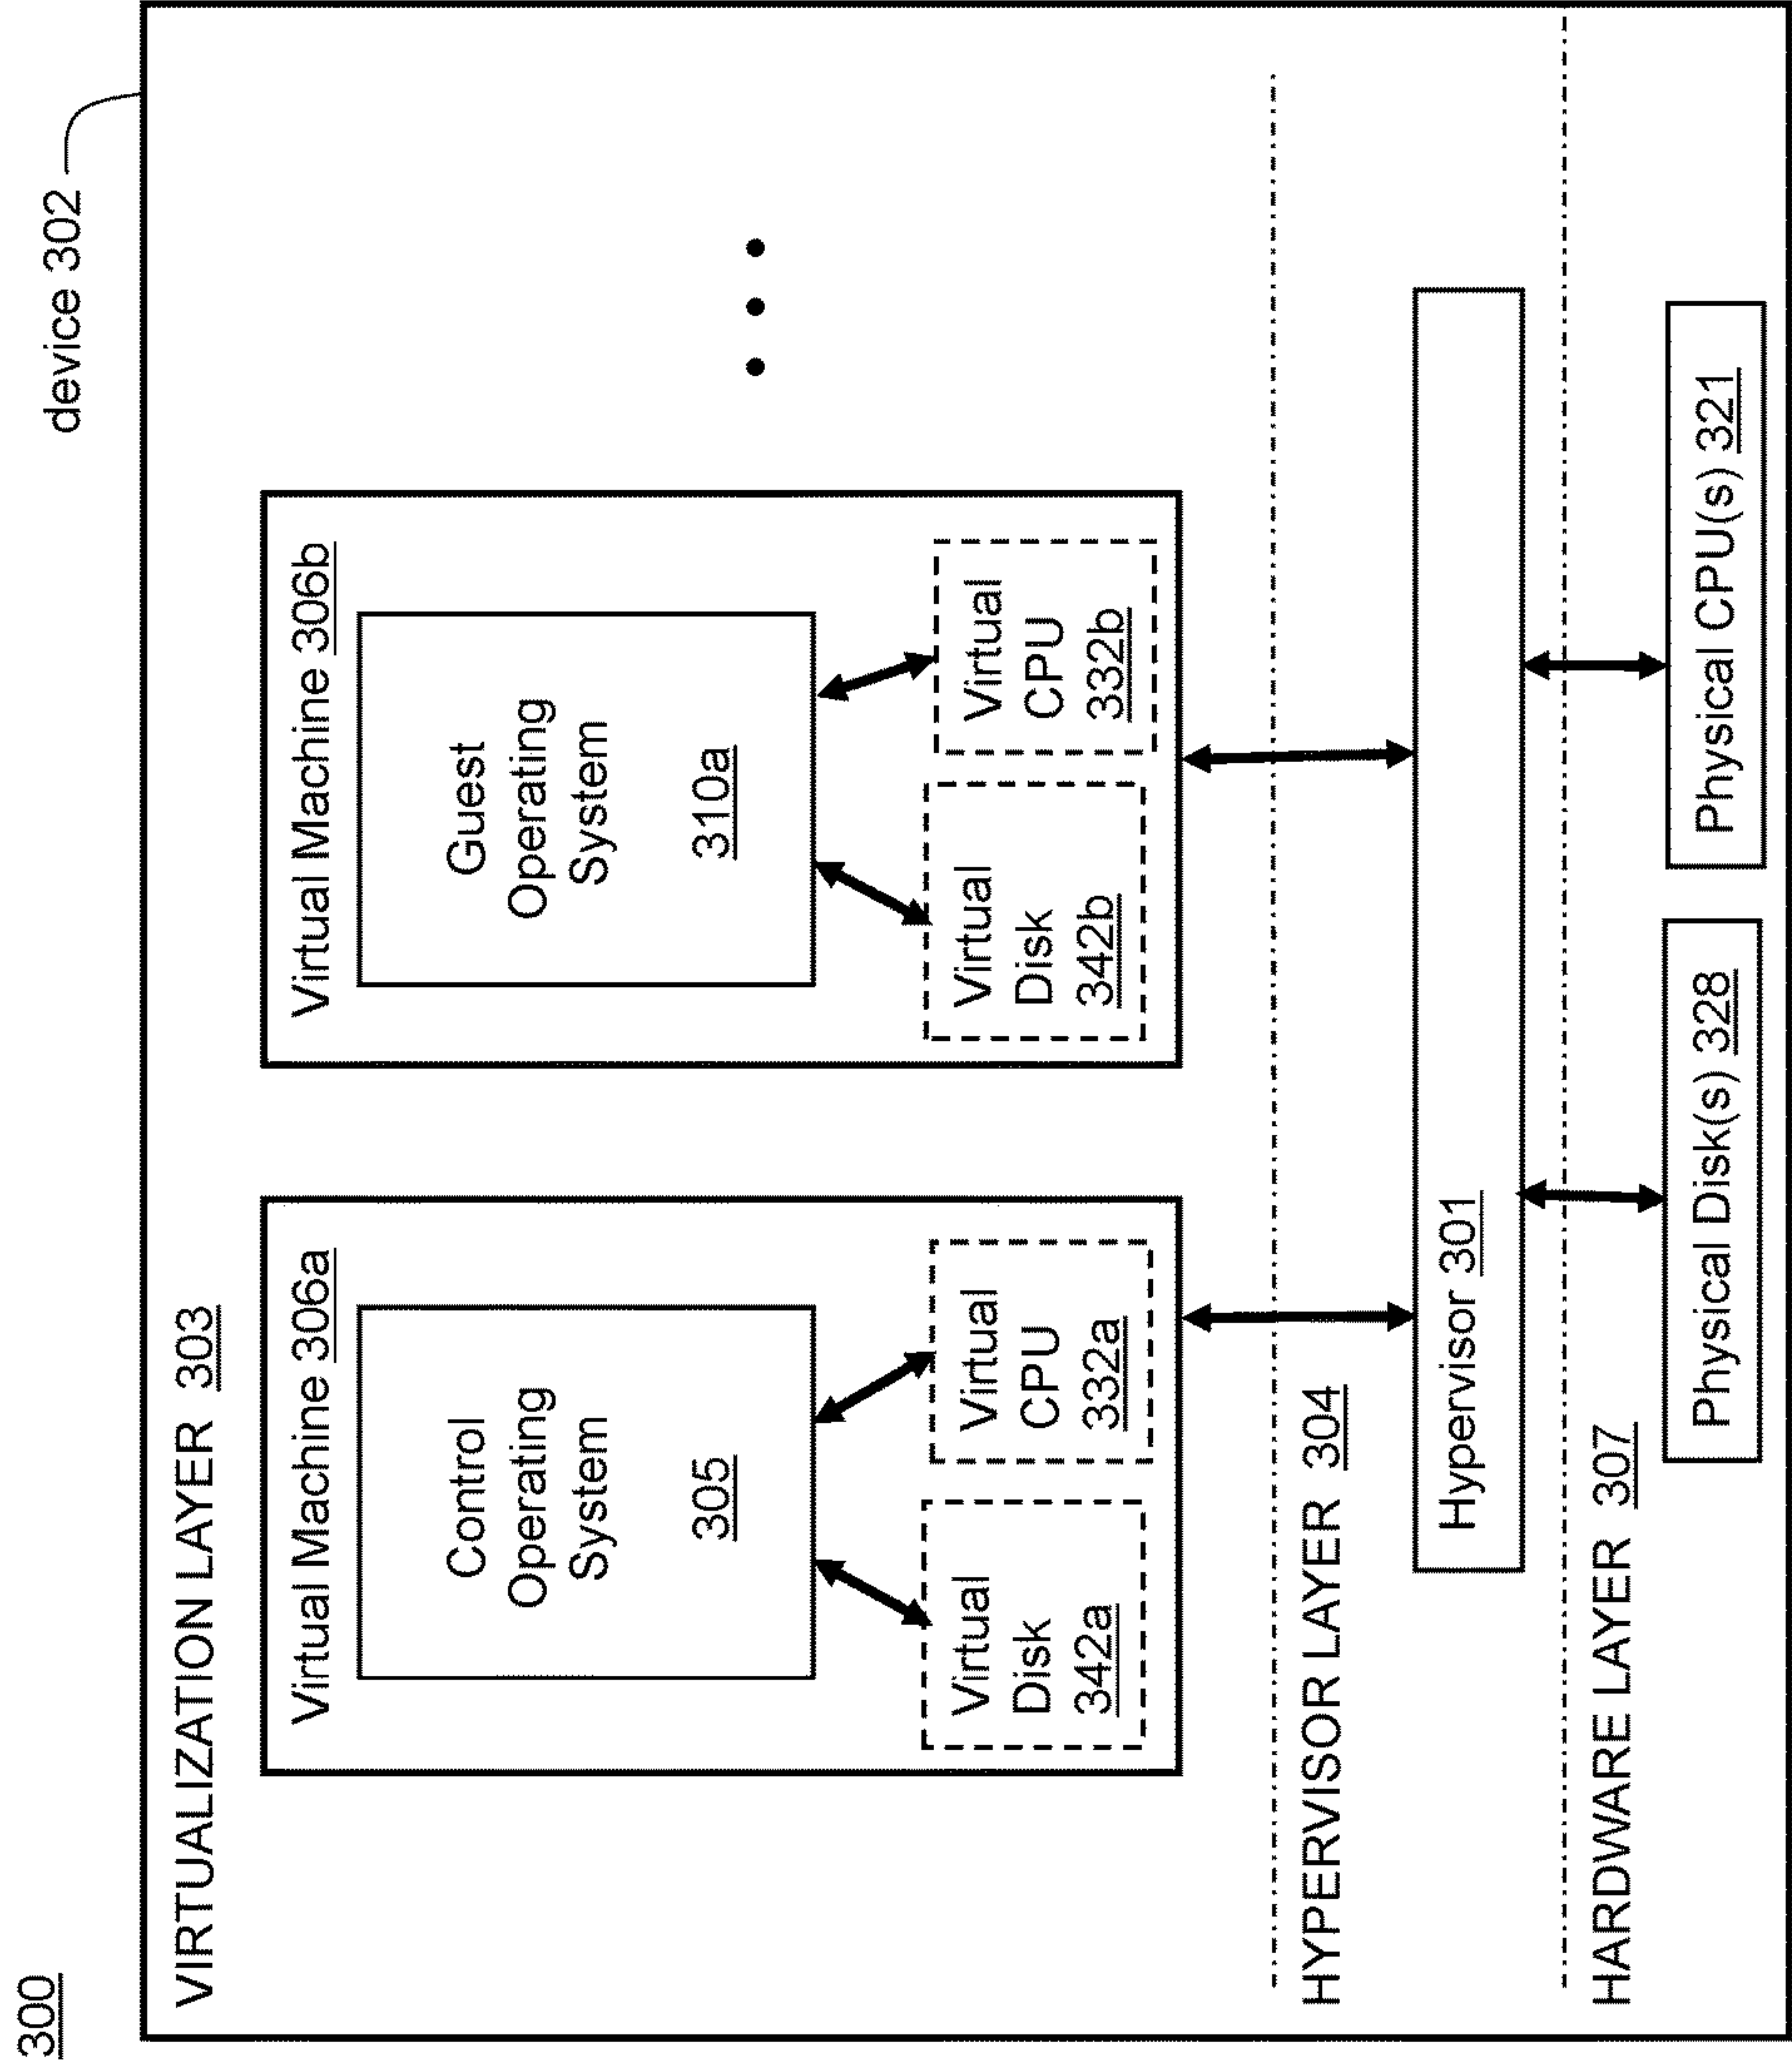 300
device 302
VIRTUALIZATION LAYER 303
Virtual Machine 306a
Control
Operating
System
305
Virtual
Disk
342a
Virtual
CPU
332a
Virtual Machine 306b
Guest
Operating
System
310a
Virtual
Disk
342b
Virtual
CPU
332b
HYPERVISOR LAYER 304
Hypervisor 301
HARDWARE LAYER 307
Physical Disk(s) 328
Physical CPU(s) 321